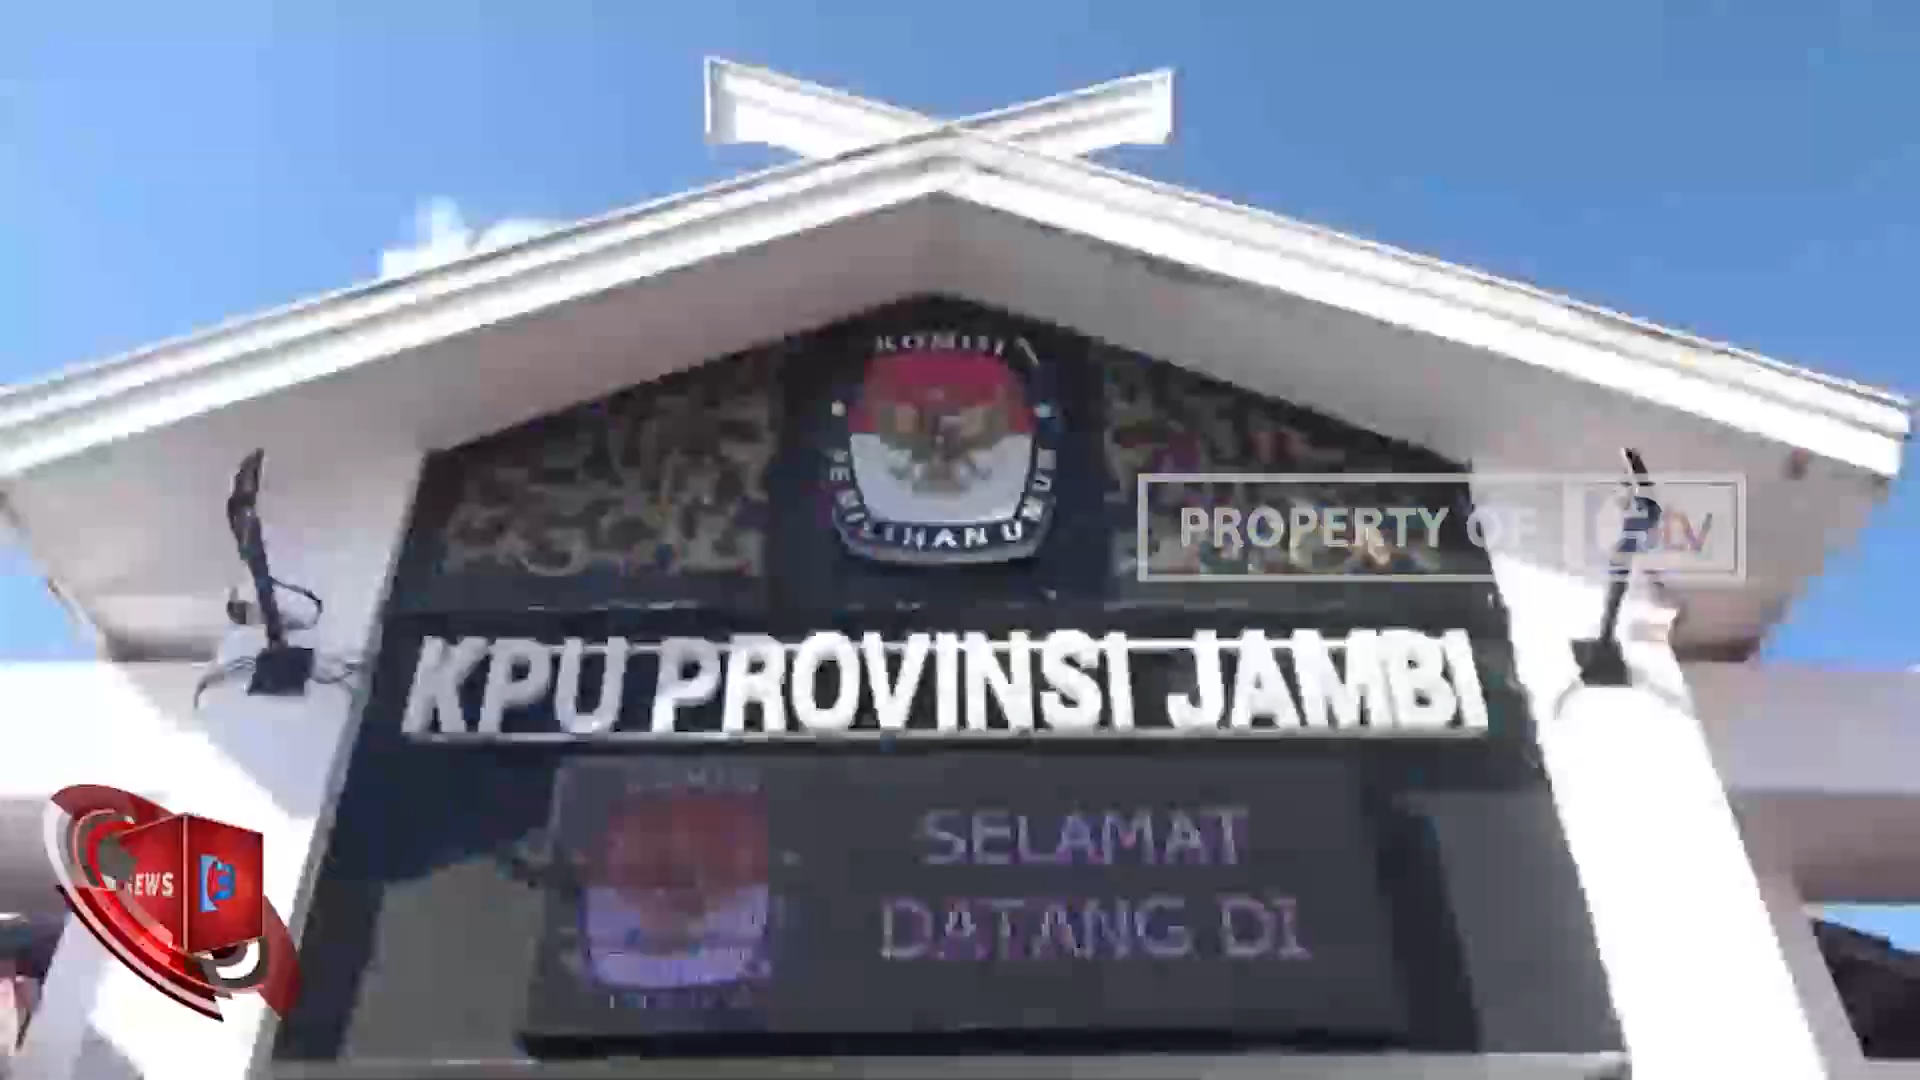 KOMISI
PEMILIHAN UMUM
PROPERTY OF
KPU PROVINSI JAMBI
SELAMAT
DATANG DI
NEWS